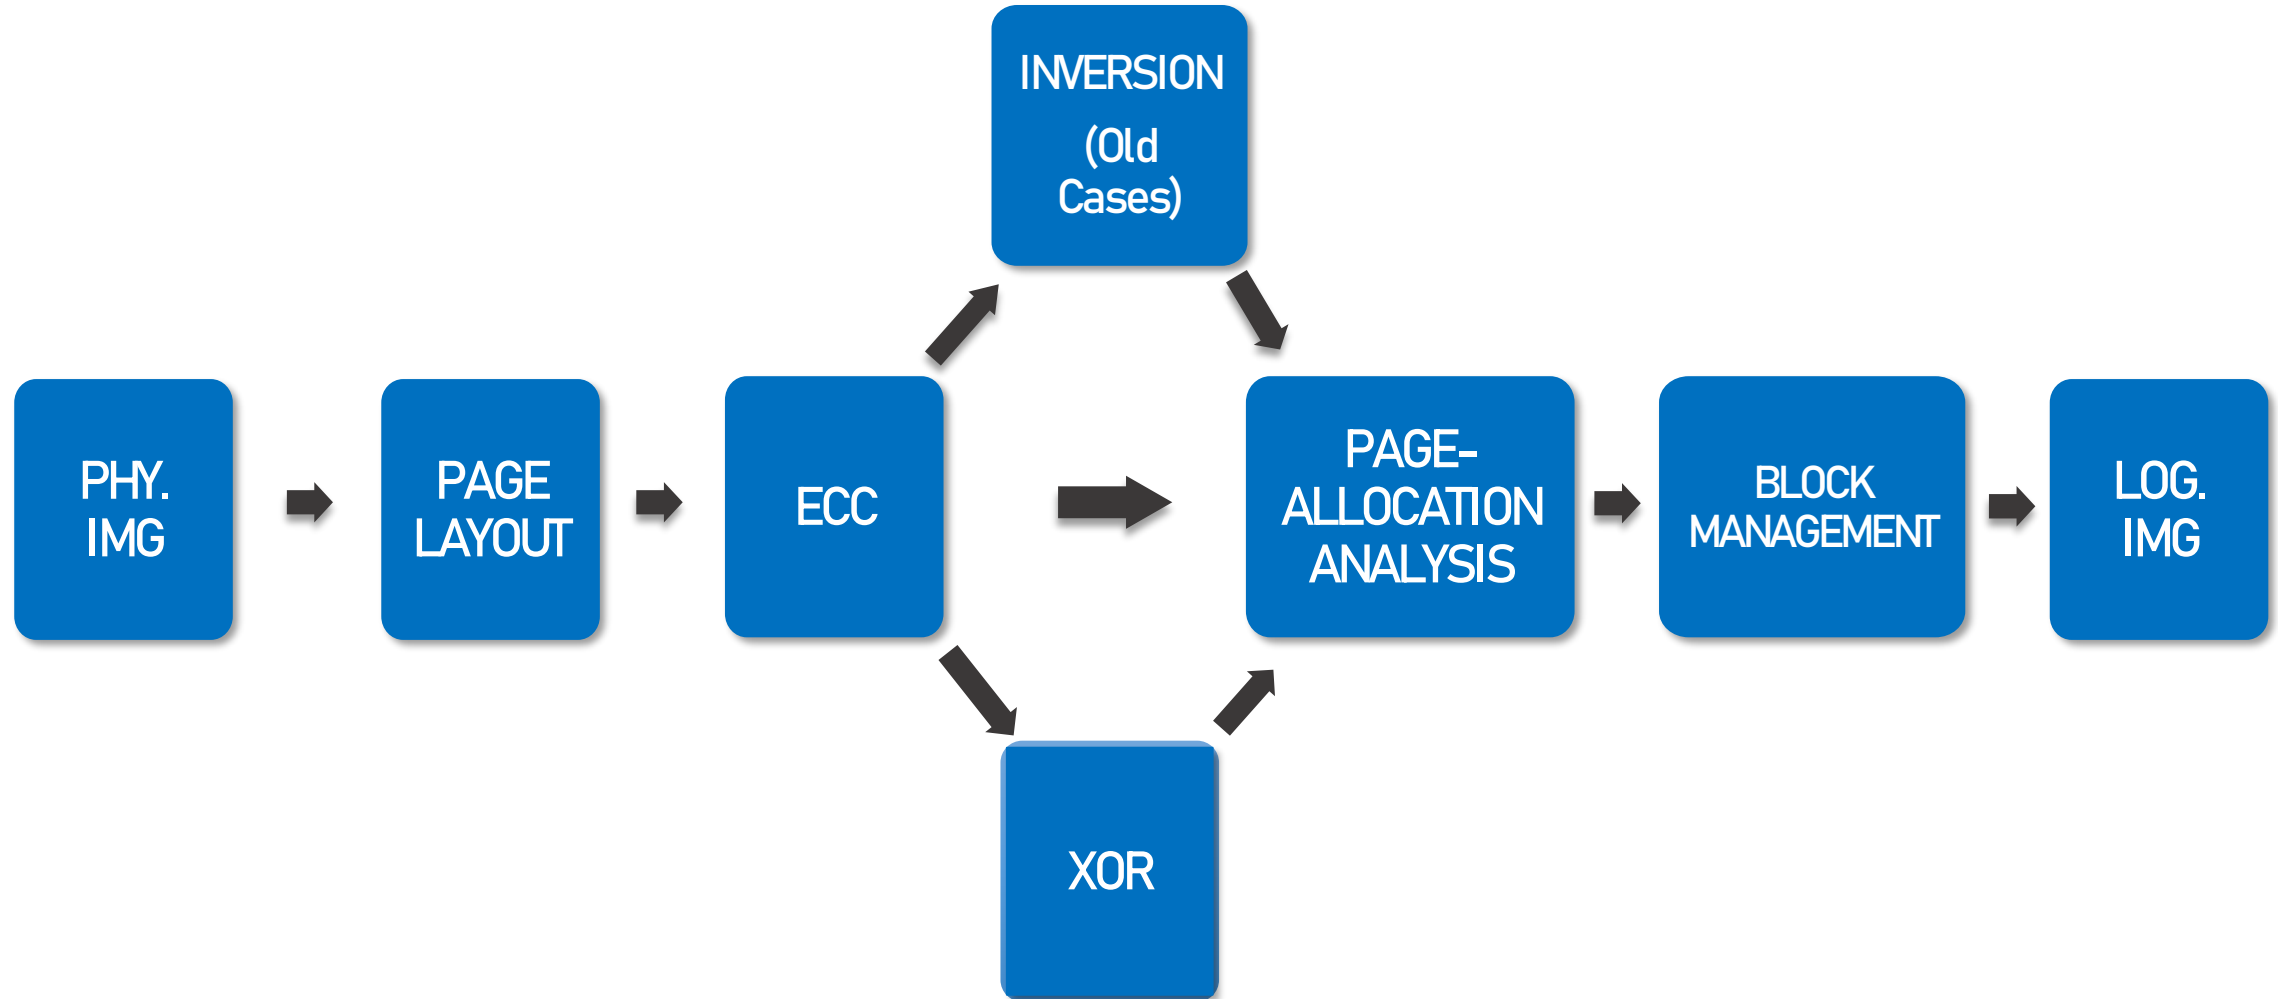 INVERSION
(Old
Cases)
PHY.
IMG
PAGE
LAYOUT
ECC
PAGE-
ALLOCATION
ANALYSIS
BLOCK
MANAGEMENT
LOG.
IMG
XOR